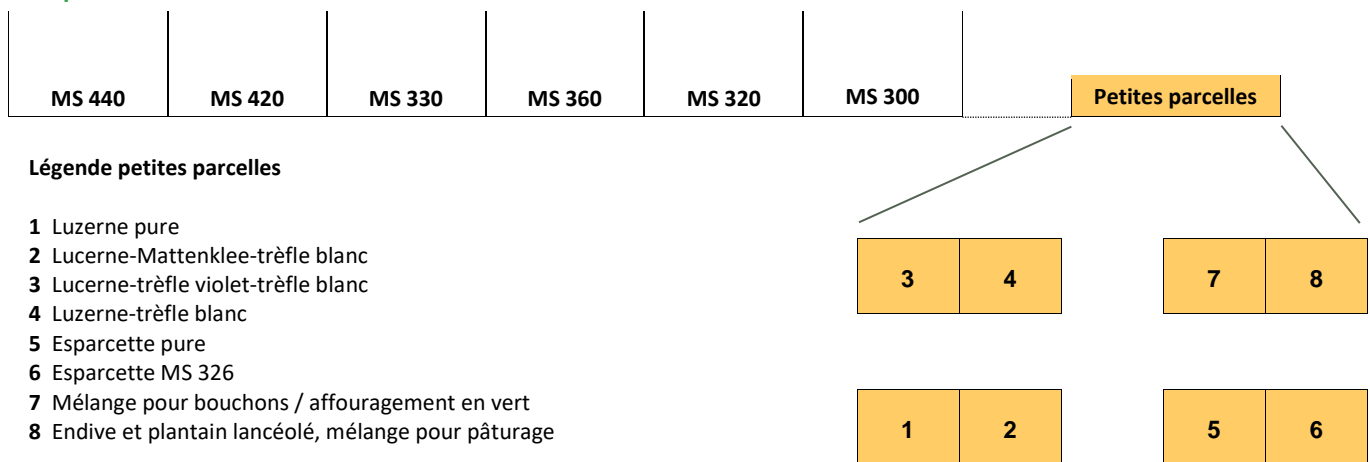 MS 440 MS 420 MS 330 MS 360 MS 320 MS 300 Petites parcelles
Légende petites parcelles
1 Luzerne pure
2 Lucerne-Mattenklee-trèfle blanc
3 Lucerne-trèfle violet-trèfle blanc
4 Luzerne-trèfle blanc
5 Esparcette pure
6 Esparcette MS 326
7 Mélange pour bouchons / affouragement en vert
8 Endive et plantain lancéolé, mélange pour pâturage
3 4 7 8
1 2 5 6